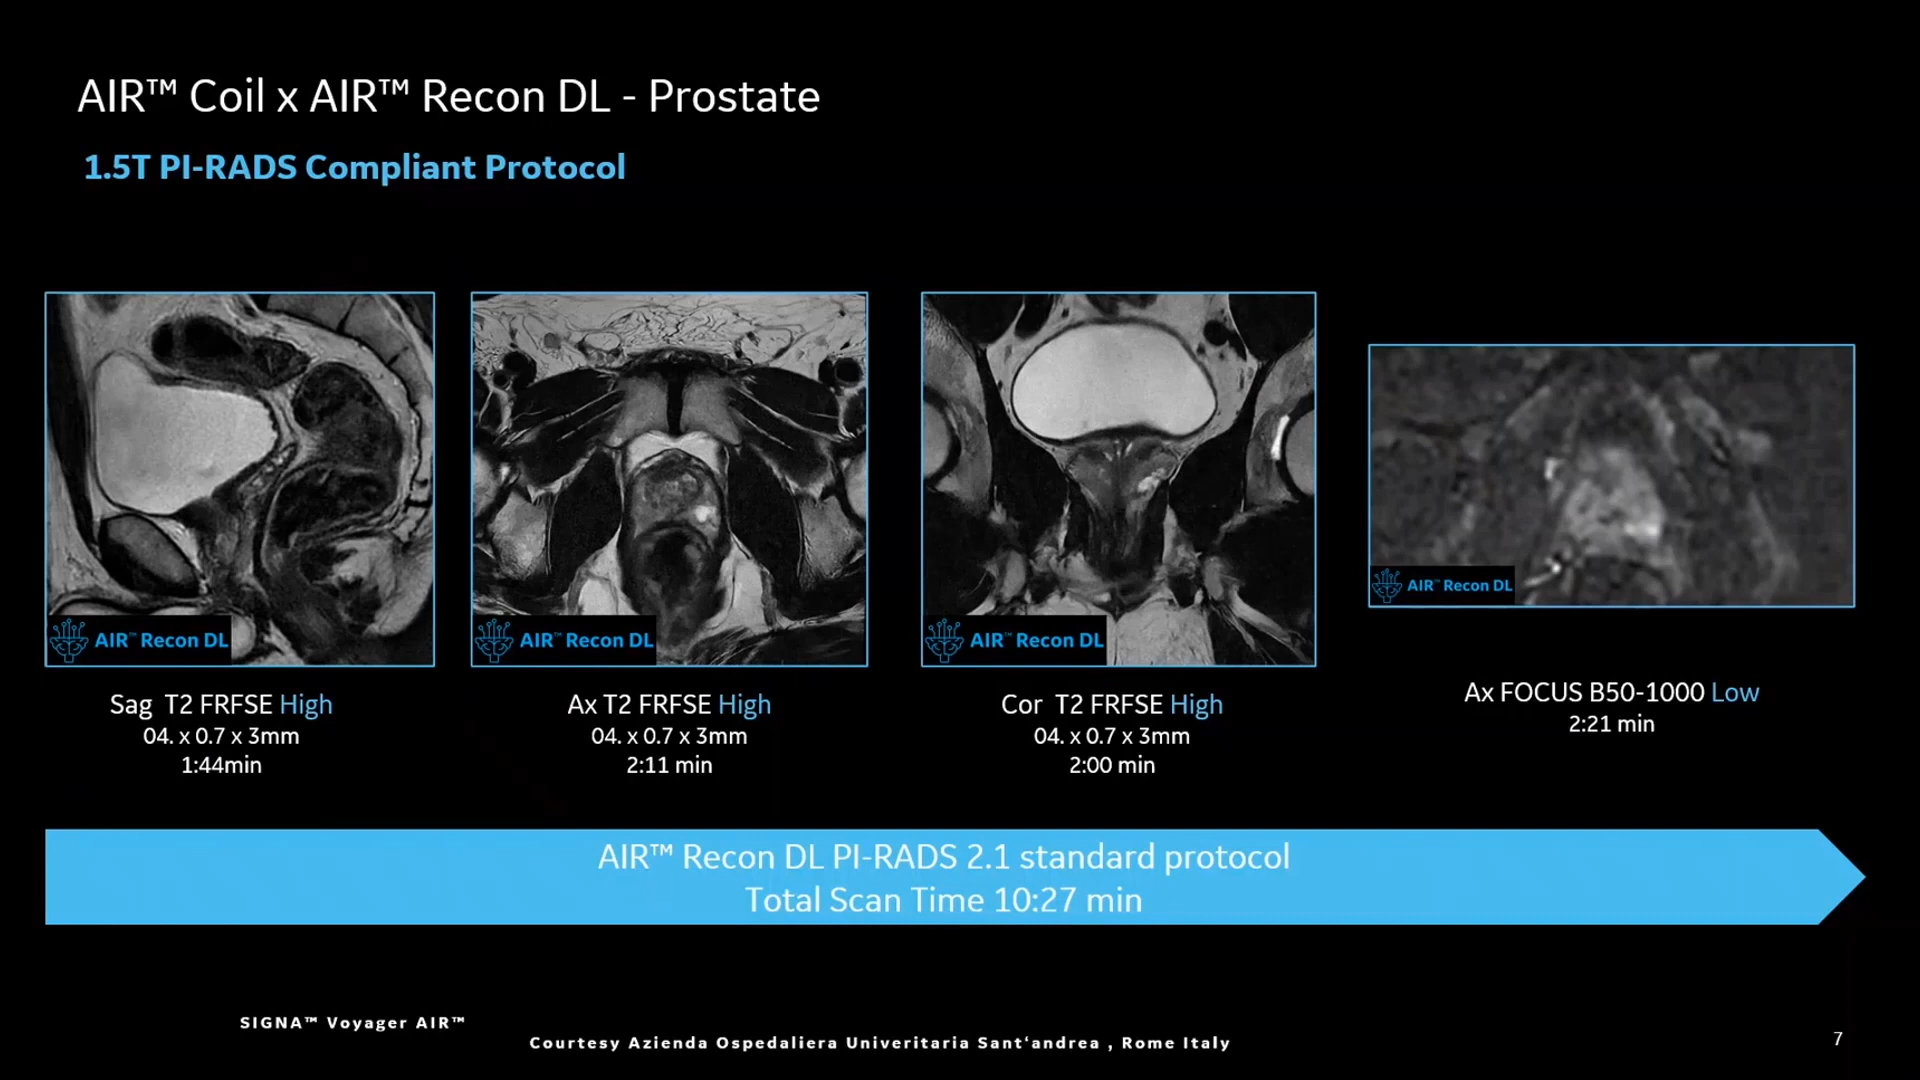 AIR™ Coil x AIR™ Recon DL - Prostate
1.5T PI-RADS Compliant Protocol
AIR™ Recon DL
AIR™ Recon DL
AIR™ Recon DL
AIR™ Recon DL
Sag T2 FRFSE High
04. x 0.7 x 3mm
1:44min
Ax T2 FRFSE High
04. x 0.7 x 3mm
2:11 min
Cor T2 FRFSE High
04. x 0.7 x 3mm
2:00 min
Ax FOCUS B50-1000 Low
2:21 min
AIR™ Recon DL PI-RADS 2.1 standard protocol
Total Scan Time 10:27 min
SIGNA™ Voyager AIR™
Courtesy Azienda Ospedaliera Univeritaria Sant‘andrea , Rome Italy
7